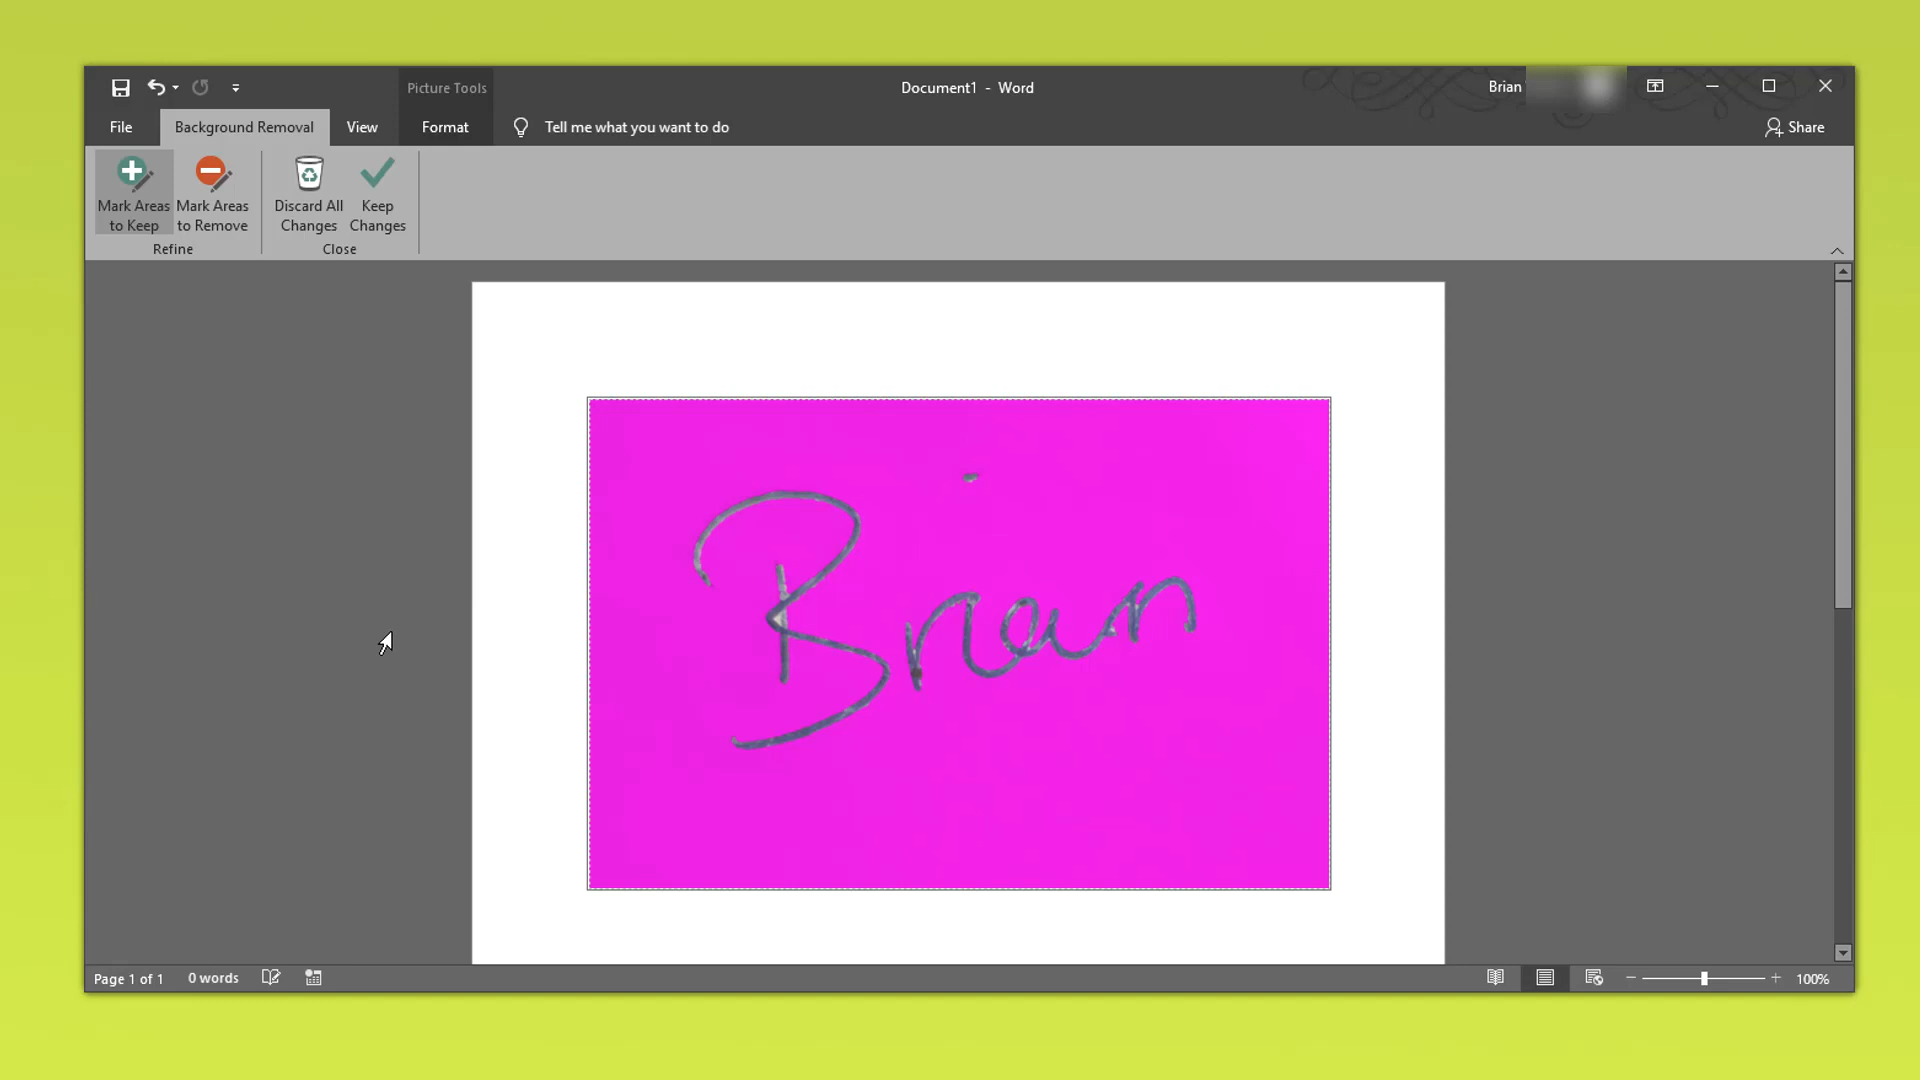 Picture Tools
Document1 - Word
Brian
File
Background Removal
View
Format
Tell me what you want to do
Share
Mark Areas
to Keep
Mark Areas
to Remove
Discard All
Changes
Keep
Changes
Refine
Close
Brian
Page 1 of 1
0 words
100%